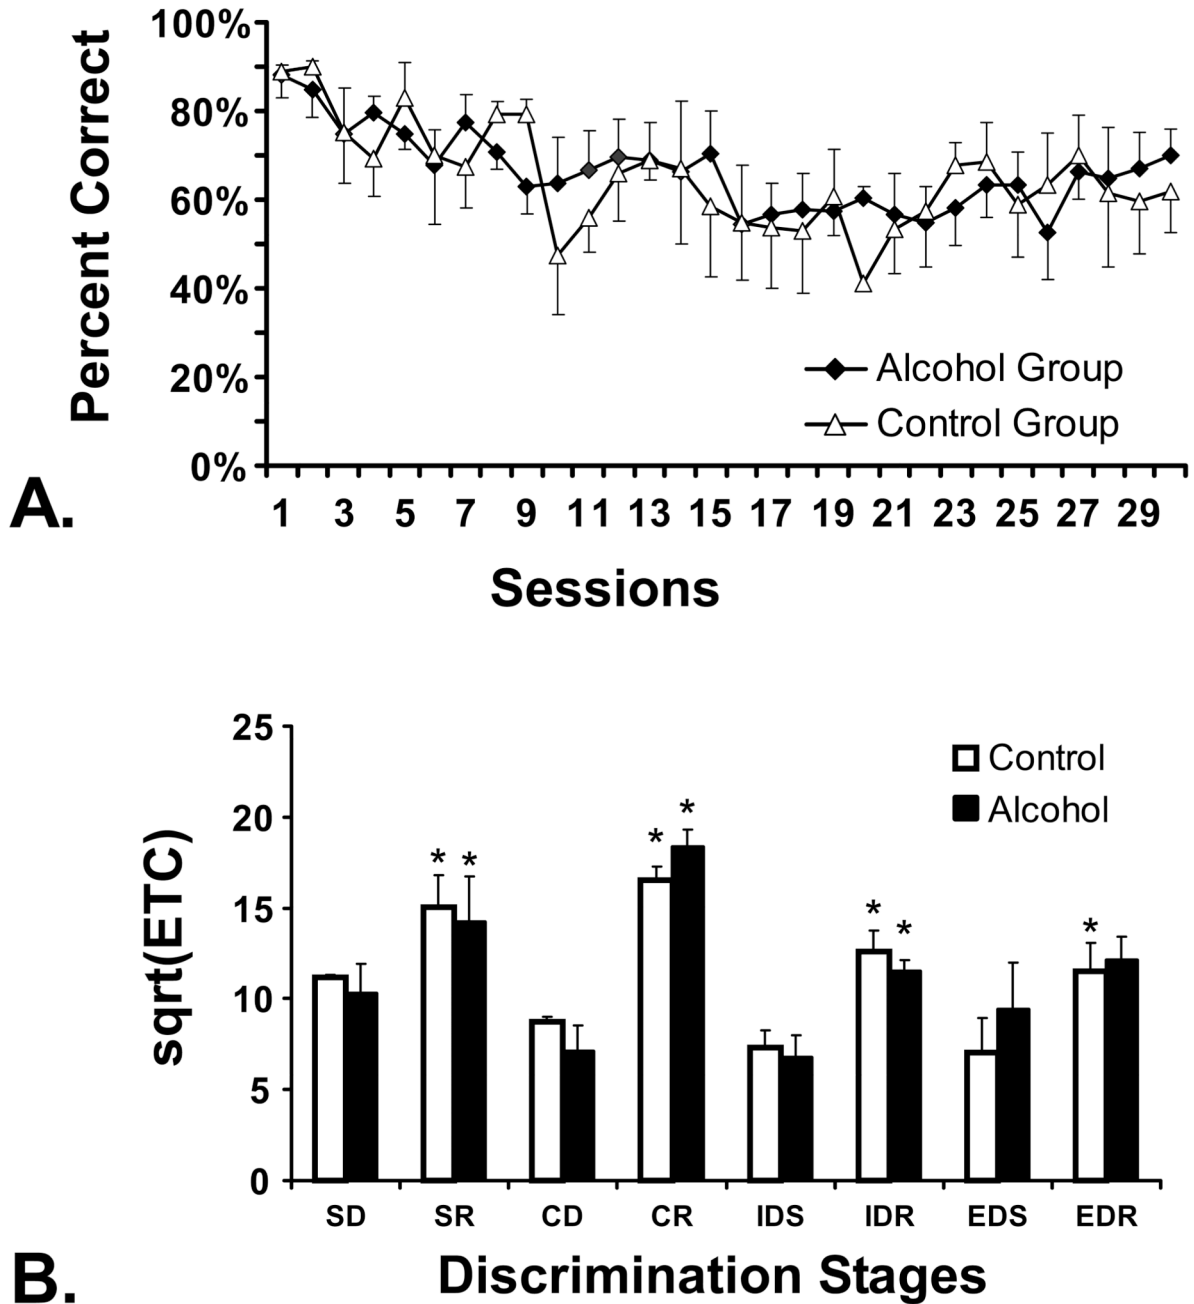 100%
80%
60%
40%
20%
0%
Percent Correct
Alcohol Group
Control Group
1 3 5 7 9 11 13 15 17 19 21 23 25 27 29
A.
Sessions
25
20
15
10
5
0
sqrt(ETC)
Control
Alcohol
* * * * * * *
SD SR CD CR IDS IDR EDS EDR
B.
Discrimination Stages